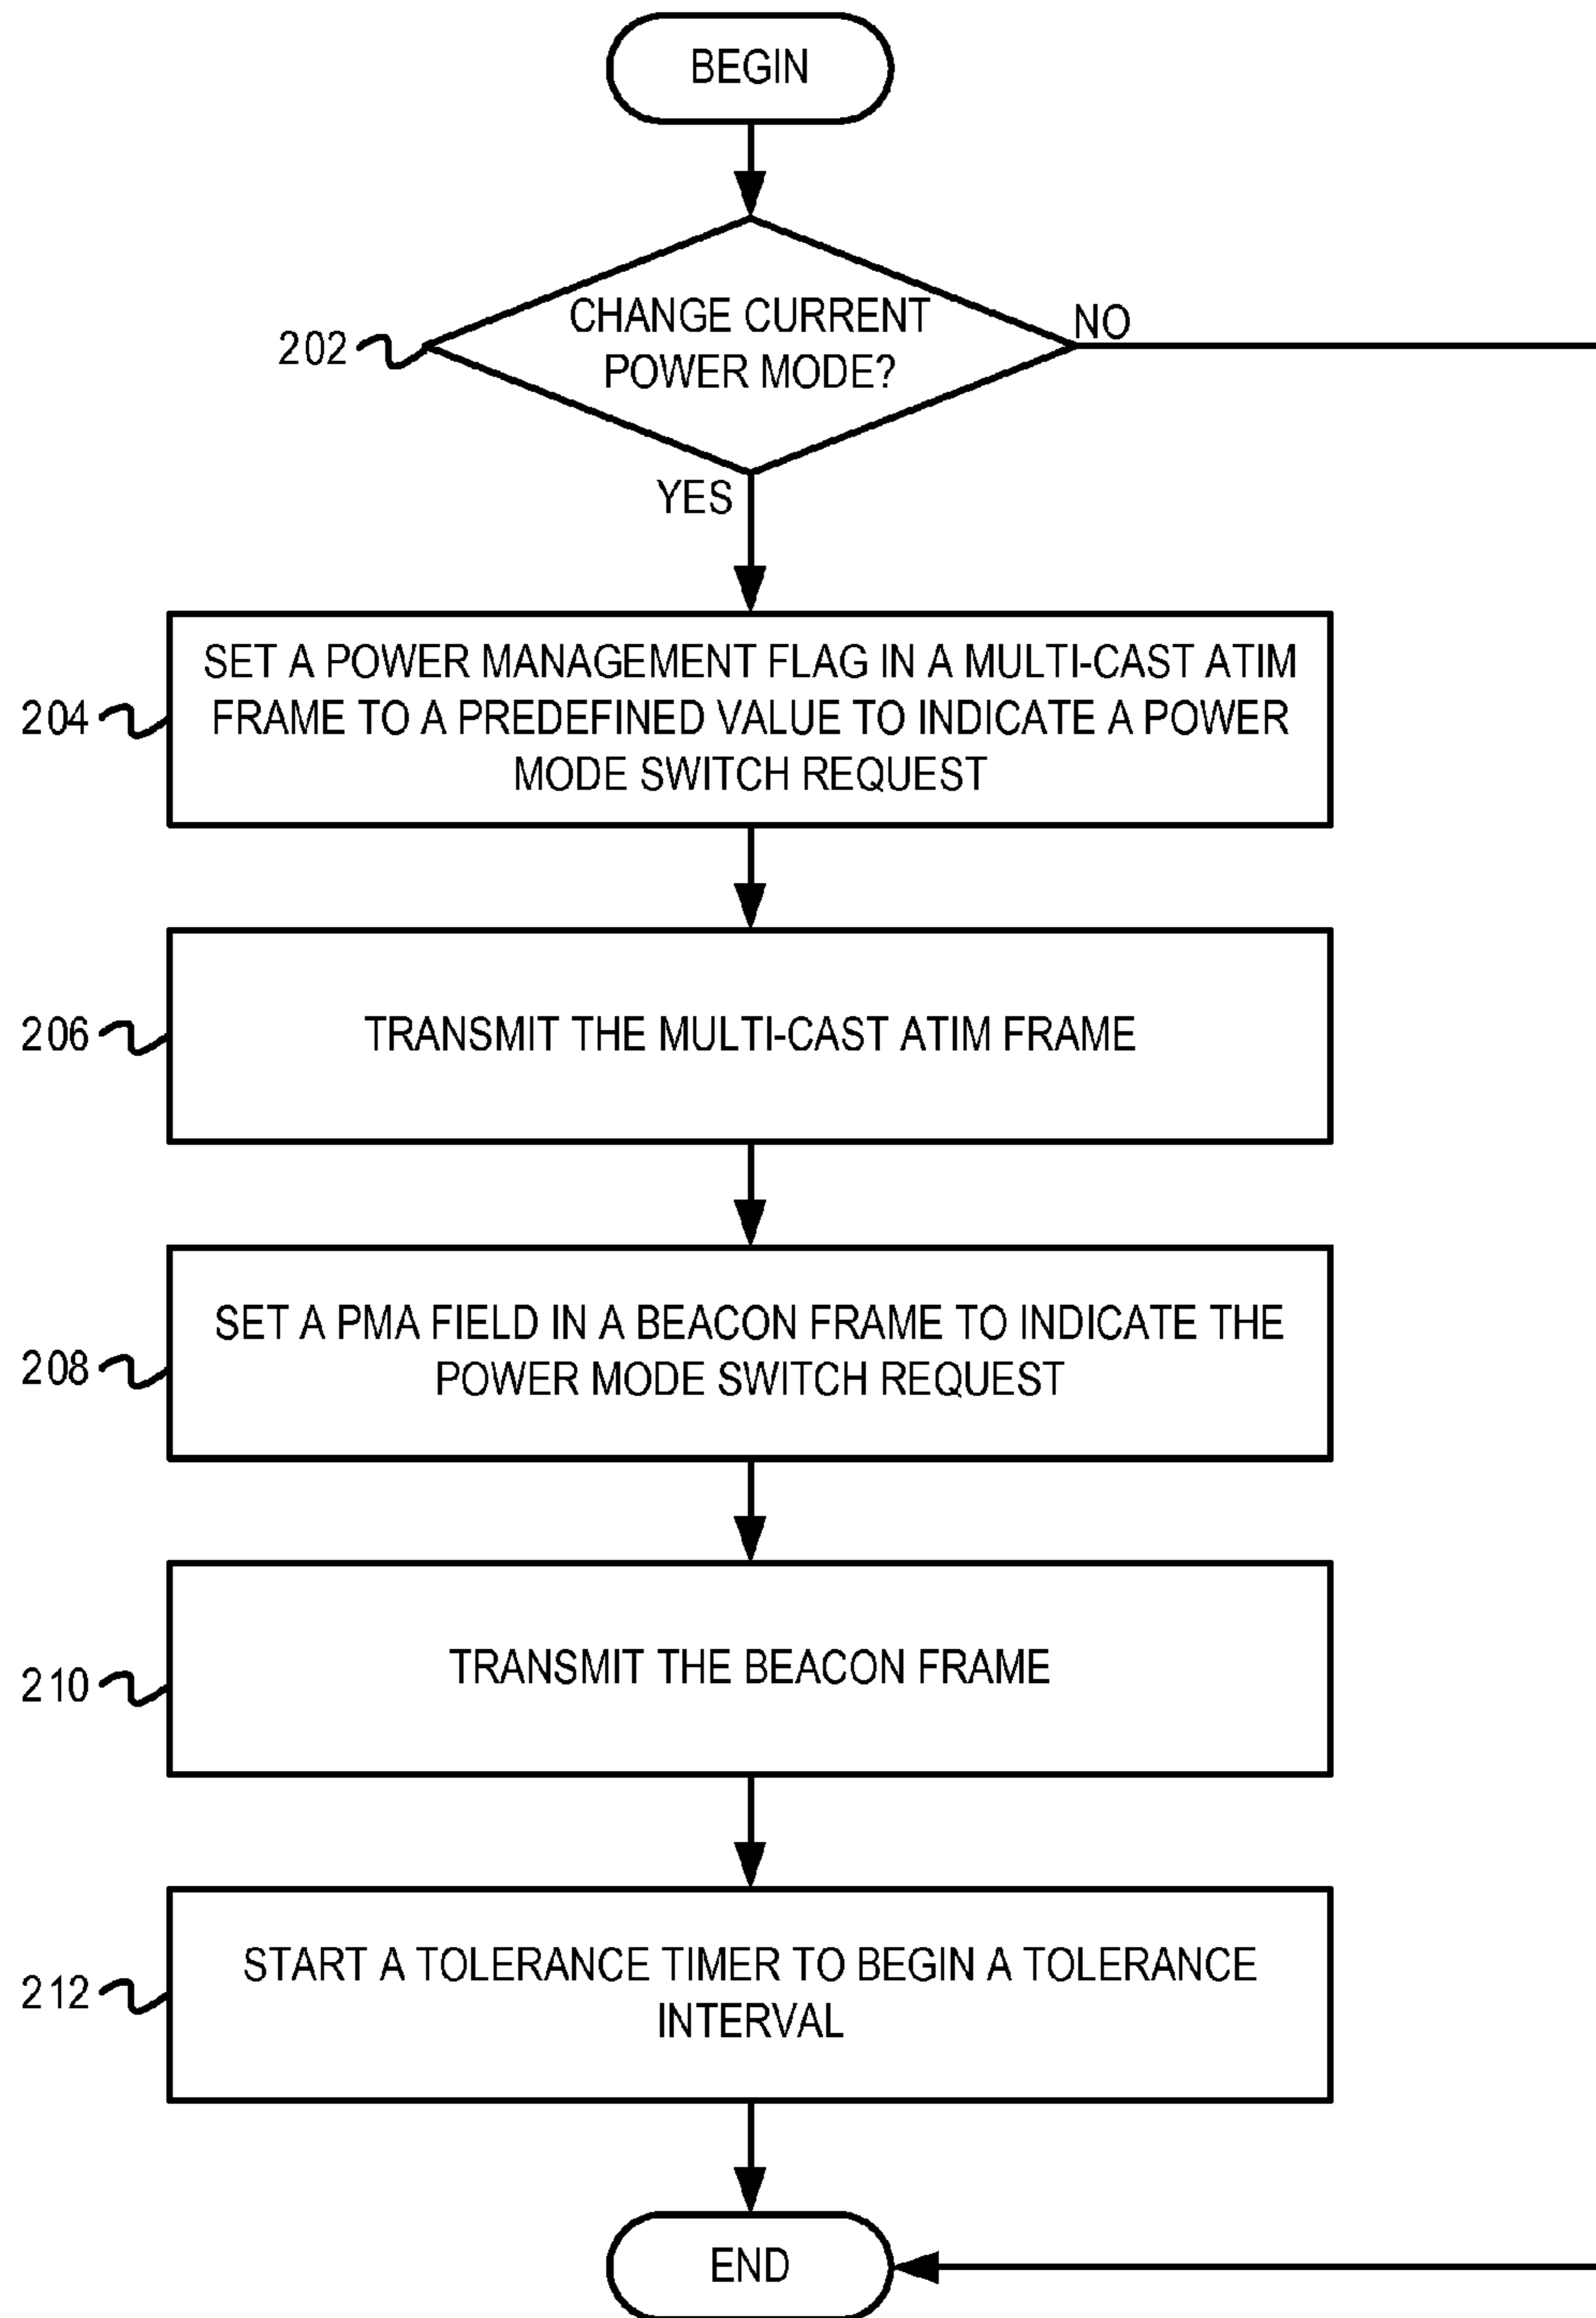 BEGIN
CHANGE CURRENT
POWER MODE?
202
NO
YES
SET A POWER MANAGEMENT FLAG IN A MULTI-CAST ATIM
FRAME TO A PREDEFINED VALUE TO INDICATE A POWER
MODE SWITCH REQUEST
204
TRANSMIT THE MULTI-CAST ATIM FRAME
206
SET A PMA FIELD IN A BEACON FRAME TO INDICATE THE
POWER MODE SWITCH REQUEST
208
TRANSMIT THE BEACON FRAME
210
START A TOLERANCE TIMER TO BEGIN A TOLERANCE
INTERVAL
212
END